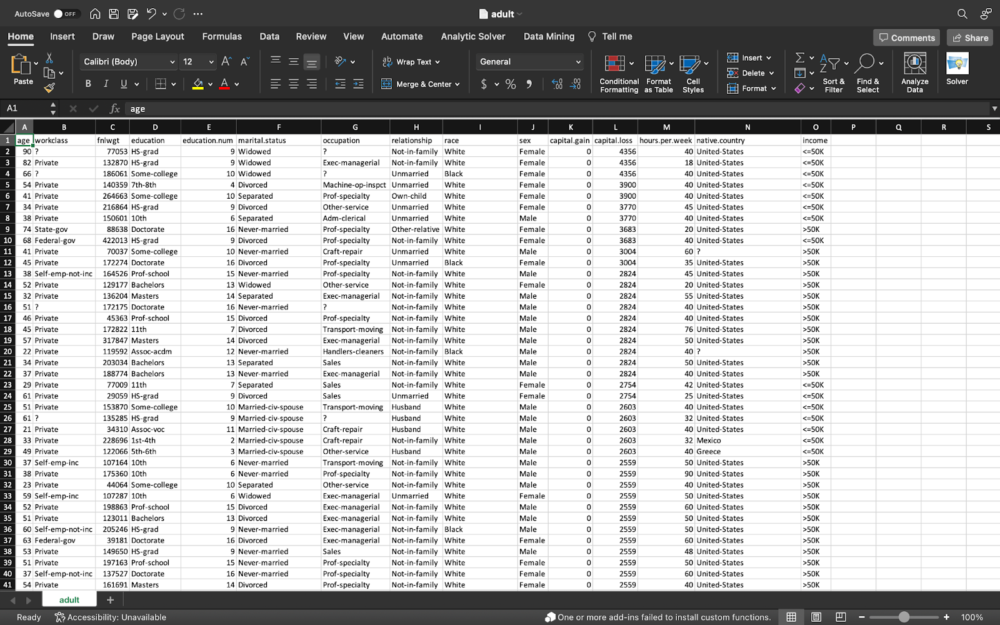 AutoSave OFF adult
Home Insert Draw Page Layout Formulas Data Review View Automate Analytic Solver Data Mining Tell me Comments Share
Paste Calibri (Body) 12 Wrap Text General Insert
B I U Merge & Center $ % Delete
Conditional Formatting Format as Table Cell Styles Format Sort & Filter Find & Select Analyze Data Solver
A1 fx age
A B C D E F G H I J K L M N O P Q R S
1 age workclass fnlwgt education education.num marital.status occupation relationship race sex capital.gain capital.loss hours.per.week native.country income
2 90 ? 77053 HS-grad 9 Widowed ? Not-in-family White Female 0 4356 40 United-States <=50K
3 82 Private 132870 HS-grad 9 Widowed Exec-managerial Not-in-family White Female 0 4356 18 United-States <=50K
4 66 ? 186061 Some-college 10 Widowed ? Unmarried Black Female 0 4356 40 United-States <=50K
5 54 Private 140359 7th-8th 4 Divorced Machine-op-inspct Unmarried White Female 0 3900 40 United-States <=50K
6 41 Private 264663 Some-college 10 Separated Prof-specialty Own-child White Female 0 3900 40 United-States <=50K
7 34 Private 216864 HS-grad 9 Divorced Other-service Unmarried White Female 0 3770 45 United-States <=50K
8 38 Private 150601 10th 6 Separated Adm-clerical Unmarried White Male 0 3770 40 United-States <=50K
9 74 State-gov 88638 Doctorate 16 Never-married Prof-specialty Other-relative White Female 0 3683 20 United-States >50K
10 68 Federal-gov 422013 HS-grad 9 Divorced Prof-specialty Not-in-family White Female 0 3683 40 United-States <=50K
11 41 Private 70037 Some-college 10 Never-married Craft-repair Unmarried White Male 0 3004 60 ? >50K
12 45 Private 172274 Doctorate 16 Divorced Prof-specialty Unmarried Black Female 0 3004 35 United-States >50K
13 38 Self-emp-not-inc 164526 Prof-school 15 Never-married Prof-specialty Not-in-family White Male 0 2824 45 United-States >50K
14 52 Private 129177 Bachelors 13 Widowed Other-service Not-in-family White Female 0 2824 20 United-States >50K
15 32 Private 136204 Masters 14 Separated Exec-managerial Not-in-family White Male 0 2824 55 United-States >50K
16 51 ? 172175 Doctorate 16 Never-married ? Not-in-family White Male 0 2824 40 United-States >50K
17 46 Private 45363 Prof-school 15 Divorced Prof-specialty Not-in-family White Male 0 2824 40 United-States >50K
18 45 Private 172822 11th 7 Divorced Transport-moving Not-in-family White Male 0 2824 76 United-States >50K
19 57 Private 317847 Masters 14 Divorced Exec-managerial Not-in-family White Male 0 2824 50 United-States >50K
20 22 Private 119592 Assoc-acdm 12 Never-married Handlers-cleaners Not-in-family Black Male 0 2824 40 ? >50K
21 34 Private 203034 Bachelors 13 Separated Sales Not-in-family White Male 0 2824 50 United-States >50K
22 37 Private 188774 Bachelors 13 Never-married Exec-managerial Not-in-family White Male 0 2824 40 United-States >50K
23 29 Private 77009 11th 7 Separated Sales Not-in-family White Female 0 2754 42 United-States <=50K
24 61 Private 29059 HS-grad 9 Divorced Sales Unmarried White Female 0 2754 25 United-States <=50K
25 51 Private 153870 Some-college 10 Married-civ-spouse Transport-moving Husband White Male 0 2603 40 United-States <=50K
26 61 ? 135285 HS-grad 9 Married-civ-spouse ? Husband White Male 0 2603 32 United-States <=50K
27 21 Private 34310 Assoc-voc 11 Married-civ-spouse Craft-repair Husband White Male 0 2603 40 United-States <=50K
28 33 Private 228696 1st-4th 2 Married-civ-spouse Craft-repair Not-in-family White Male 0 2603 32 Mexico <=50K
29 49 Private 122066 5th-6th 3 Married-civ-spouse Other-service Husband White Male 0 2603 40 Greece <=50K
30 37 Self-emp-inc 107164 10th 6 Never-married Transport-moving Not-in-family White Male 0 2559 50 United-States >50K
31 38 Private 175360 10th 6 Never-married Prof-specialty Not-in-family White Male 0 2559 90 United-States >50K
32 23 Private 44064 Some-college 10 Separated Other-service Not-in-family White Male 0 2559 40 United-States >50K
33 59 Self-emp-inc 107287 10th 6 Widowed Exec-managerial Unmarried White Female 0 2559 50 United-States >50K
34 52 Private 198863 Prof-school 15 Divorced Exec-managerial Not-in-family White Male 0 2559 60 United-States >50K
35 51 Private 123011 Bachelors 13 Divorced Exec-managerial Not-in-family White Male 0 2559 50 United-States >50K
36 60 Self-emp-not-inc 205246 HS-grad 9 Never-married Exec-managerial Not-in-family Black Male 0 2559 50 United-States >50K
37 63 Federal-gov 39181 Doctorate 16 Divorced Exec-managerial Not-in-family White Female 0 2559 60 United-States >50K
38 53 Private 149650 HS-grad 9 Never-married Sales Not-in-family White Male 0 2559 48 United-States >50K
39 51 Private 197163 Prof-school 15 Never-married Prof-specialty Not-in-family White Female 0 2559 50 United-States >50K
40 37 Self-emp-not-inc 137527 Doctorate 16 Never-married Prof-specialty Not-in-family White Female 0 2559 60 United-States >50K
41 54 Private 161691 Masters 14 Divorced Prof-specialty Not-in-family White Female 0 2559 40 United-States >50K
adult
Ready Accessibility: Unavailable One or more add-ins failed to install custom functions. 100%